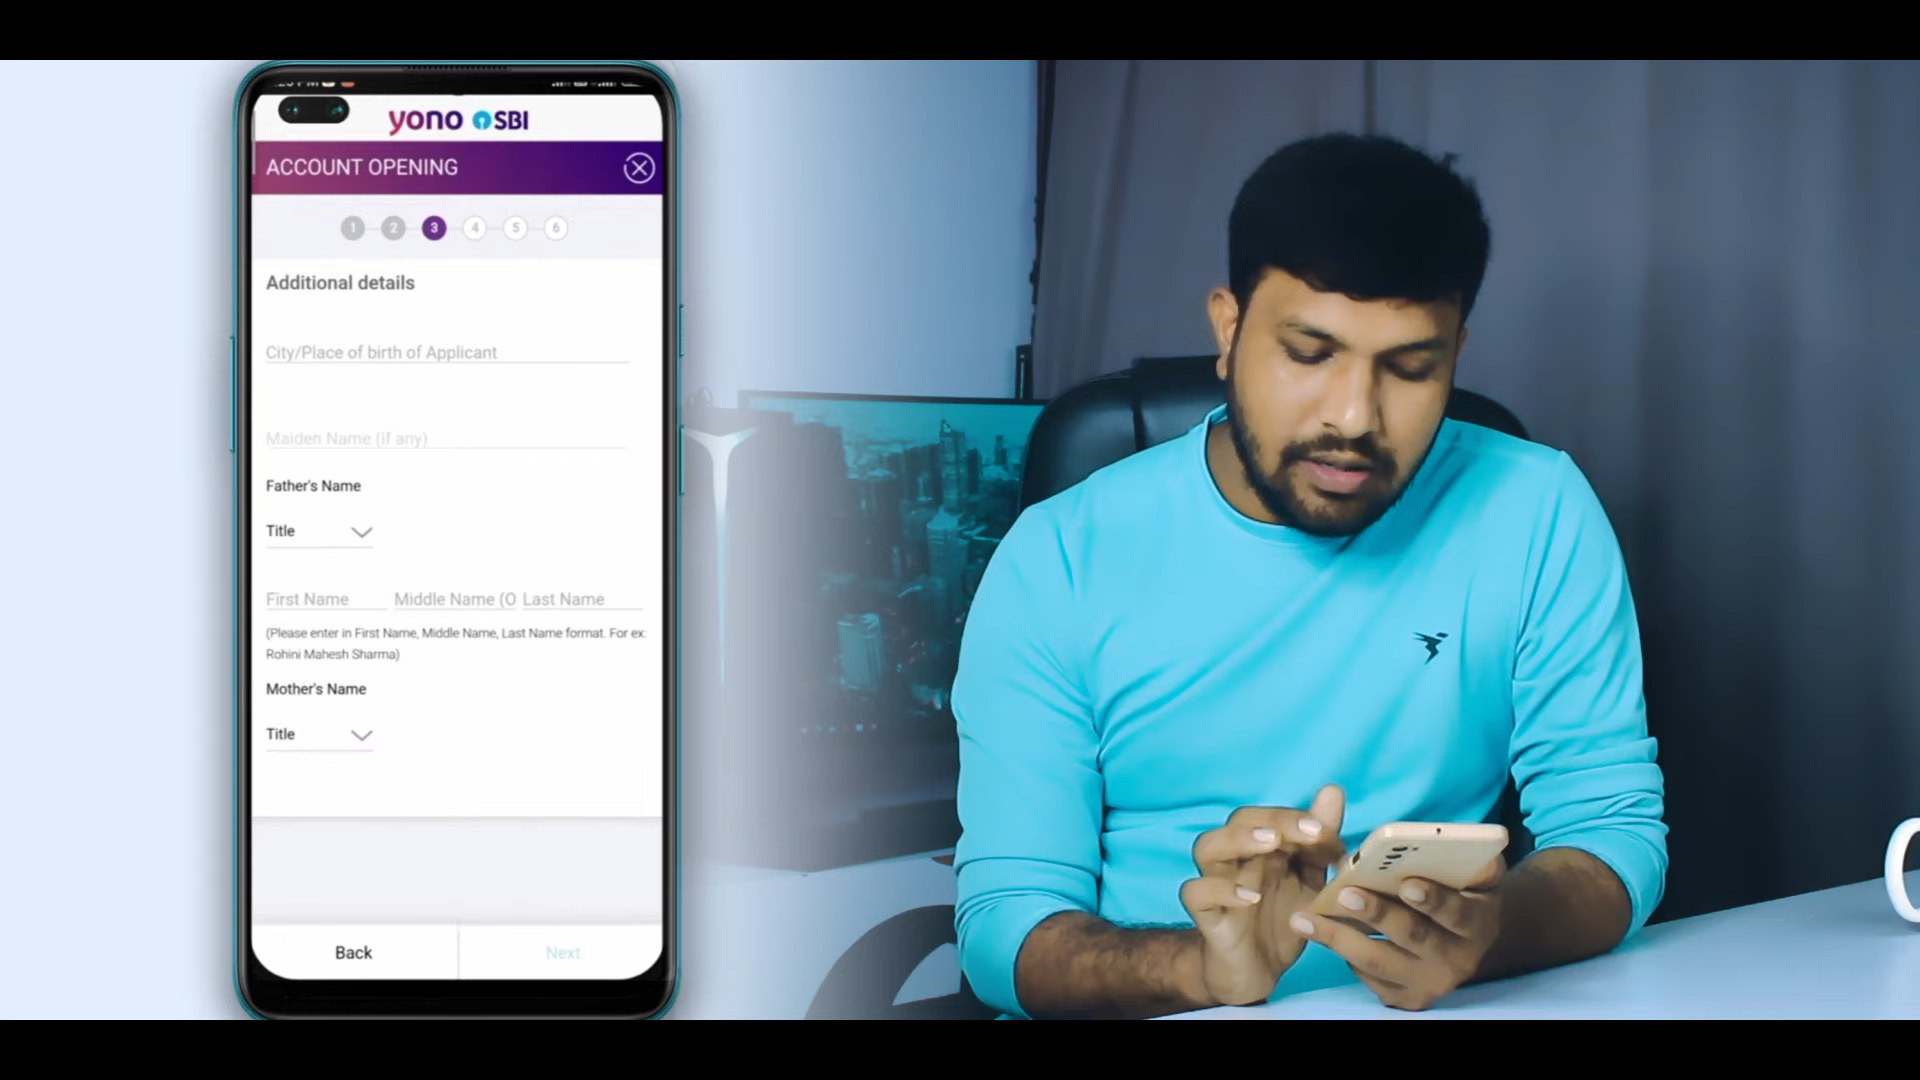 yono SBI
ACCOUNT OPENING
1 2 3 4 5 6
Additional details
City/Place of birth of Applicant
Maiden Name (if any)
Father's Name
Title
First Name Middle Name (O Last Name
(Please enter in First Name, Middle Name, Last Name format. For ex:
Rohini Mahesh Sharma)
Mother's Name
Title
Back Next